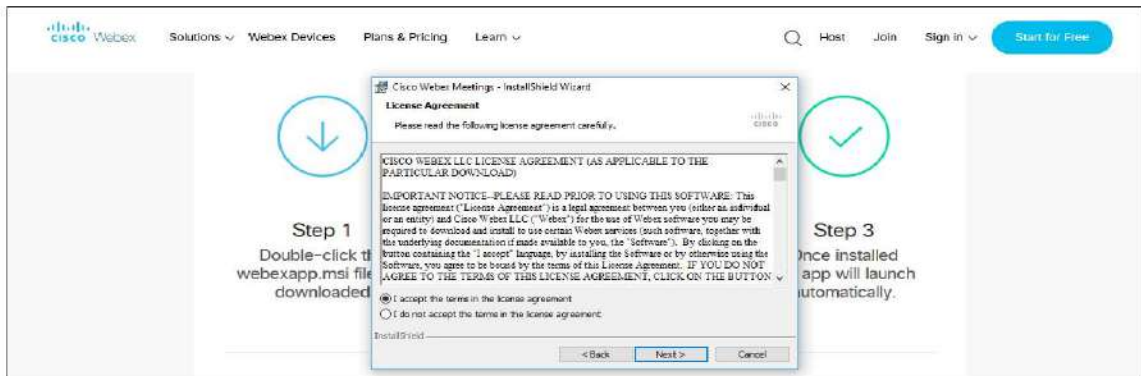 CISCO Webex Solutions Webex Devices Plans & Pricing Learn Host Join Sign in Start for Free
Cisco Webex Meetings - InstallShield Wizard
License Agreement
Please read the following license agreement carefully.
CISCO
CISCO WEBEX LLC LICENSE AGREEMENT (AS APPLICABLE TO THE
PARTICULAR DOWNLOAD)
IMPORTANT NOTICE--PLEASE READ PRIOR TO USING THIS SOFTWARE: This
license agreement ("License Agreement") is a legal agreement between you (either an individual
or an entity) and Cisco Webex LLC ("Webex") for the use of Webex software you may be
required to download and install to use certain Webex services (such software, together with
the underlying documentation if made available to you, the "Software"). By clicking on the
button containing the "I accept" language, by installing the Software or by otherwise using the
Software, you agree to be bound by the terms of this License Agreement. IF YOU DO NOT
AGREE TO THE TERMS OF THIS LICENSE AGREEMENT, CLICK ON THE BUTTON
I accept the terms in the license agreement
I do not accept the terms in the license agreement
InstallShield
< Back Next > Cancel
Step 1
Double-click th
webexapp.msi file
downloaded
Step 3
Once installed
app will launch
automatically.